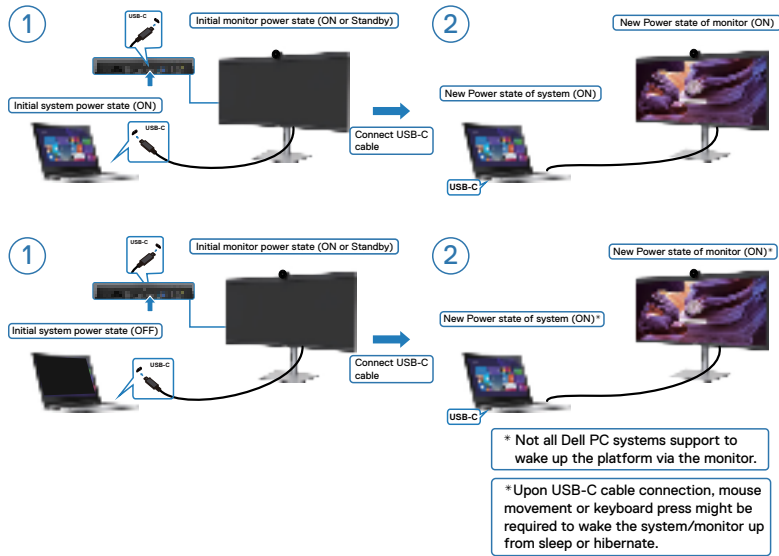 1
USB-C
Initial monitor power state (ON or Standby)
Initial system power state (ON)
USB-C
Connect USB-C
cable
2
New Power state of monitor (ON)
New Power state of system (ON)
USB-C
1
USB-C
Initial monitor power state (ON or Standby)
Initial system power state (OFF)
USB-C
Connect USB-C
cable
2
New Power state of monitor (ON)*
New Power state of system (ON)*
USB-C
* Not all Dell PC systems support to
wake up the platform via the monitor.
*Upon USB-C cable connection, mouse
movement or keyboard press might be
required to wake the system/monitor up
from sleep or hibernate.